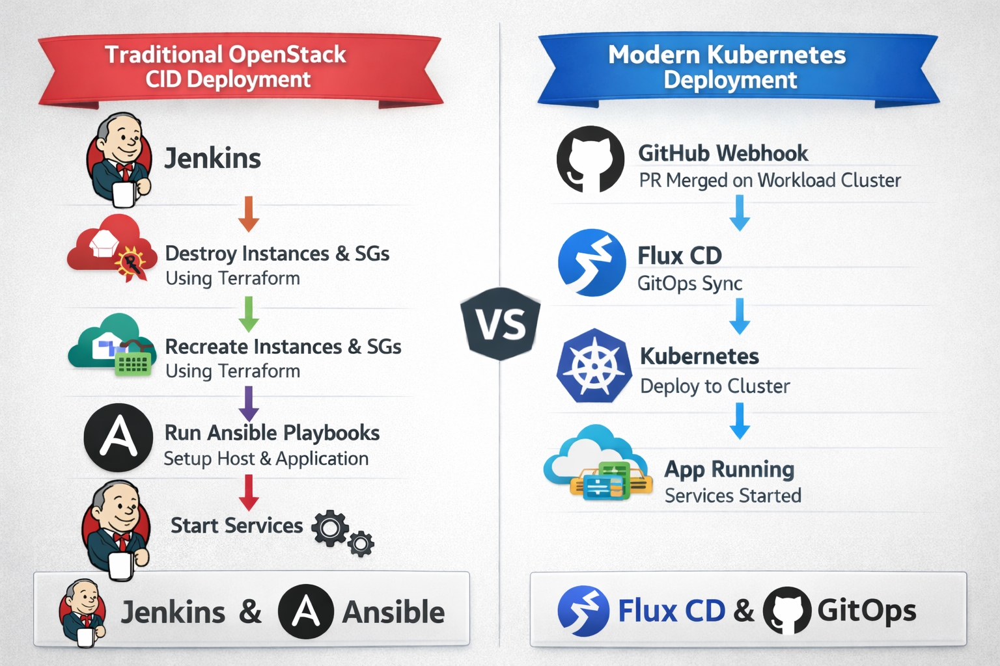 Traditional OpenStack
CID Deployment
Jenkins
Destroy Instances & SGs
Using Terraform
Recreate Instances & SGs
Using Terraform
Run Ansible Playbooks
Setup Host & Application
Start Services
Jenkins & Ansible
VS
Modern Kubernetes
Deployment
GitHub Webhook
PR Merged on Workload Cluster
Flux CD
GitOps Sync
Kubernetes
Deploy to Cluster
App Running
Services Started
Flux CD & GitOps